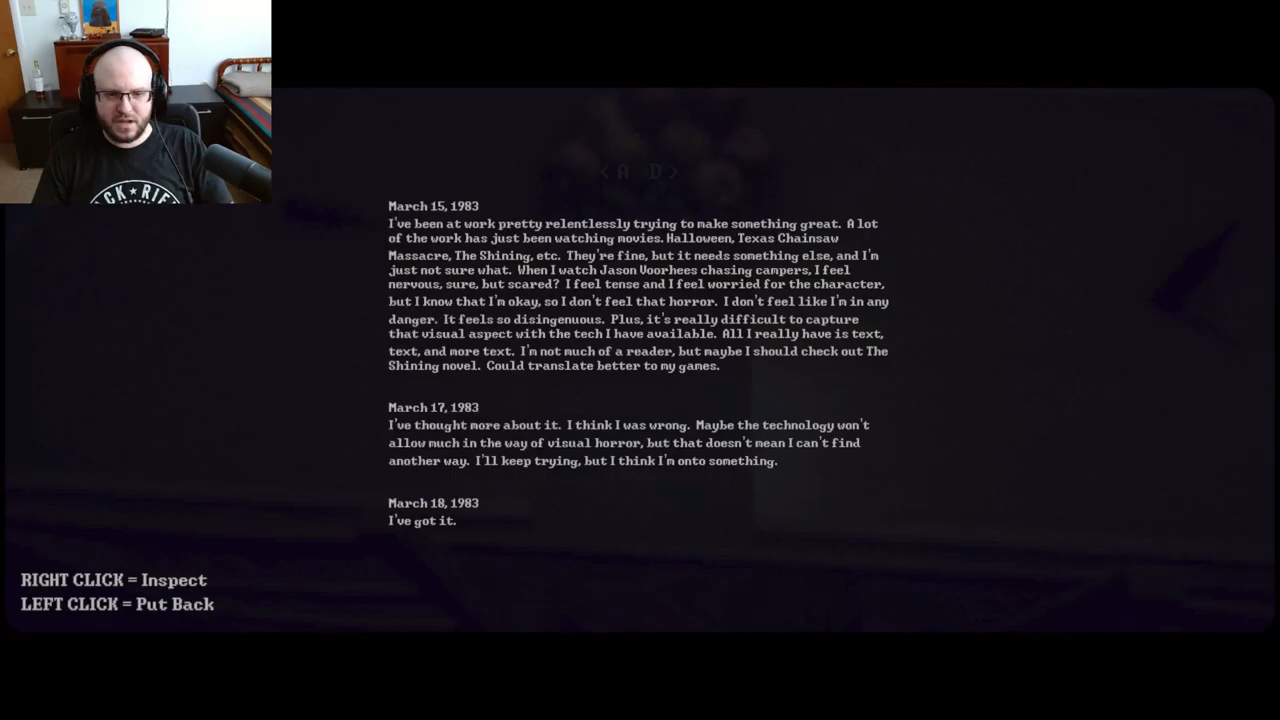 CK★RIF
<A D>
March 15, 1983
I've been at work pretty relentlessly trying to make something great. A lot
of the work has just been watching movies. Halloween, Texas Chainsaw
Massacre, The Shining, etc. They're fine, but it needs something else, and I'm
just not sure what. When I watch Jason Voorhees chasing campers, I feel
nervous, sure, but scared? I feel tense and I feel worried for the character,
but I know that I'm okay, so I don't feel that horror. I don't feel like I'm in any
danger. It feels so disingenuous. Plus, it's really difficult to capture
that visual aspect with the tech I have available. All I really have is text,
text, and more text. I'm not much of a reader, but maybe I should check out The
Shining novel. Could translate better to my games.
March 17, 1983
I've thought more about it. I think I was wrong. Maybe the technology won't
allow much in the way of visual horror, but that doesn't mean I can't find
another way. I'll keep trying, but I think I'm onto something.
March 18, 1983
I've got it.
RIGHT CLICK = Inspect
LEFT CLICK = Put Back